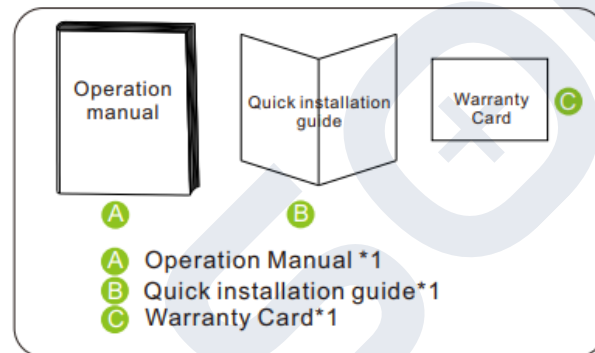 Operation
manual
Quick installation
guide
Warranty
Card
C
A
B
A Operation Manual *1
B Quick installation guide*1
C Warranty Card*1